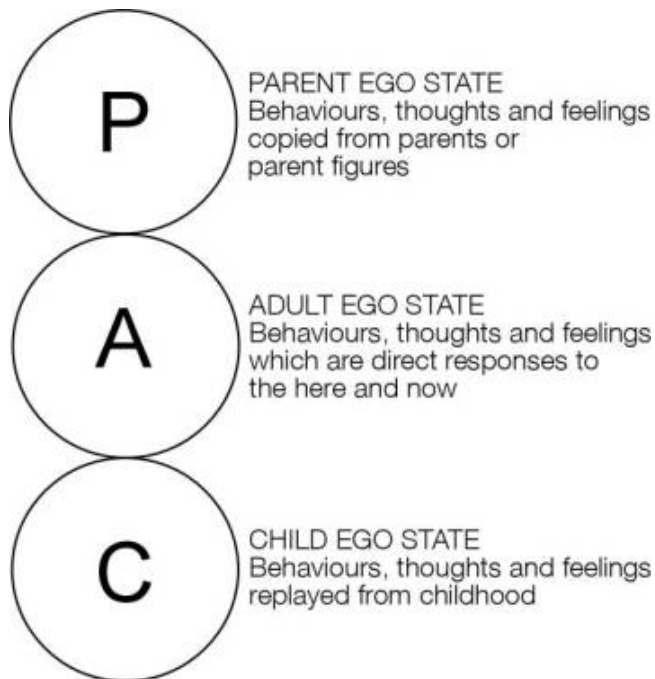 P
PARENT EGO STATE
Behaviours, thoughts and feelings
copied from parents or
parent figures
A
ADULT EGO STATE
Behaviours, thoughts and feelings
which are direct responses to
the here and now
C
CHILD EGO STATE
Behaviours, thoughts and feelings
replayed from childhood